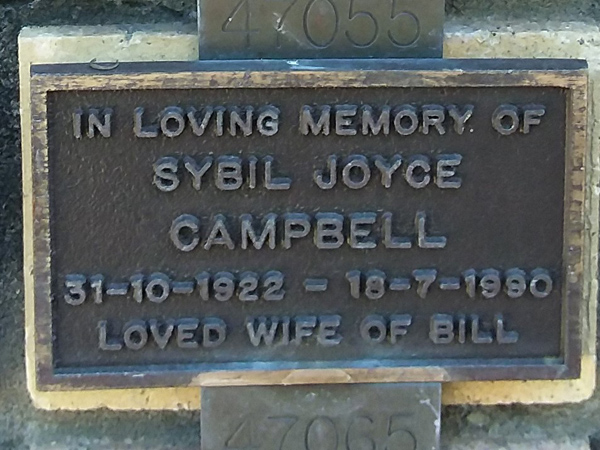 47055
IN LOVING MEMORY OF
SYBIL JOYCE
CAMPBELL
31-10-1922 - 18-7-1990
LOVED WIFE OF BILL
47065